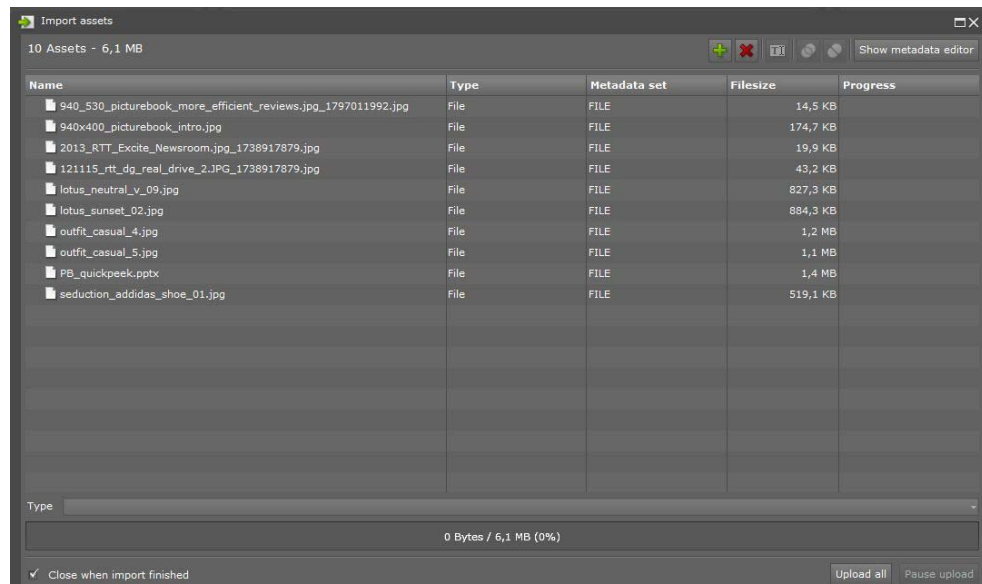 Import assets
10 Assets - 6,1 MB
Show metadata editor
Name Type Metadata set Filesize Progress
940_530_picturebook_more_efficient_reviews.jpg_1797011992.jpg File FILE 14,5 KB
940x400_picturebook_intro.jpg File FILE 174,7 KB
2013_RTT_Excite_Newsroom.jpg_1738917879.jpg File FILE 19,9 KB
121115_rtt_dg_real_drive_2.JPG_1738917879.jpg File FILE 43,2 KB
lotus_neutral_v_09.jpg File FILE 827,3 KB
lotus_sunset_02.jpg File FILE 884,3 KB
outfit_casual_4.jpg File FILE 1,2 MB
outfit_casual_5.jpg File FILE 1,1 MB
PB_quickpeek.pptx File FILE 1,4 MB
seduction_addidas_shoe_01.jpg File FILE 519,1 KB
Type
0 Bytes / 6,1 MB (0%)
Close when import finished
Upload all Pause upload